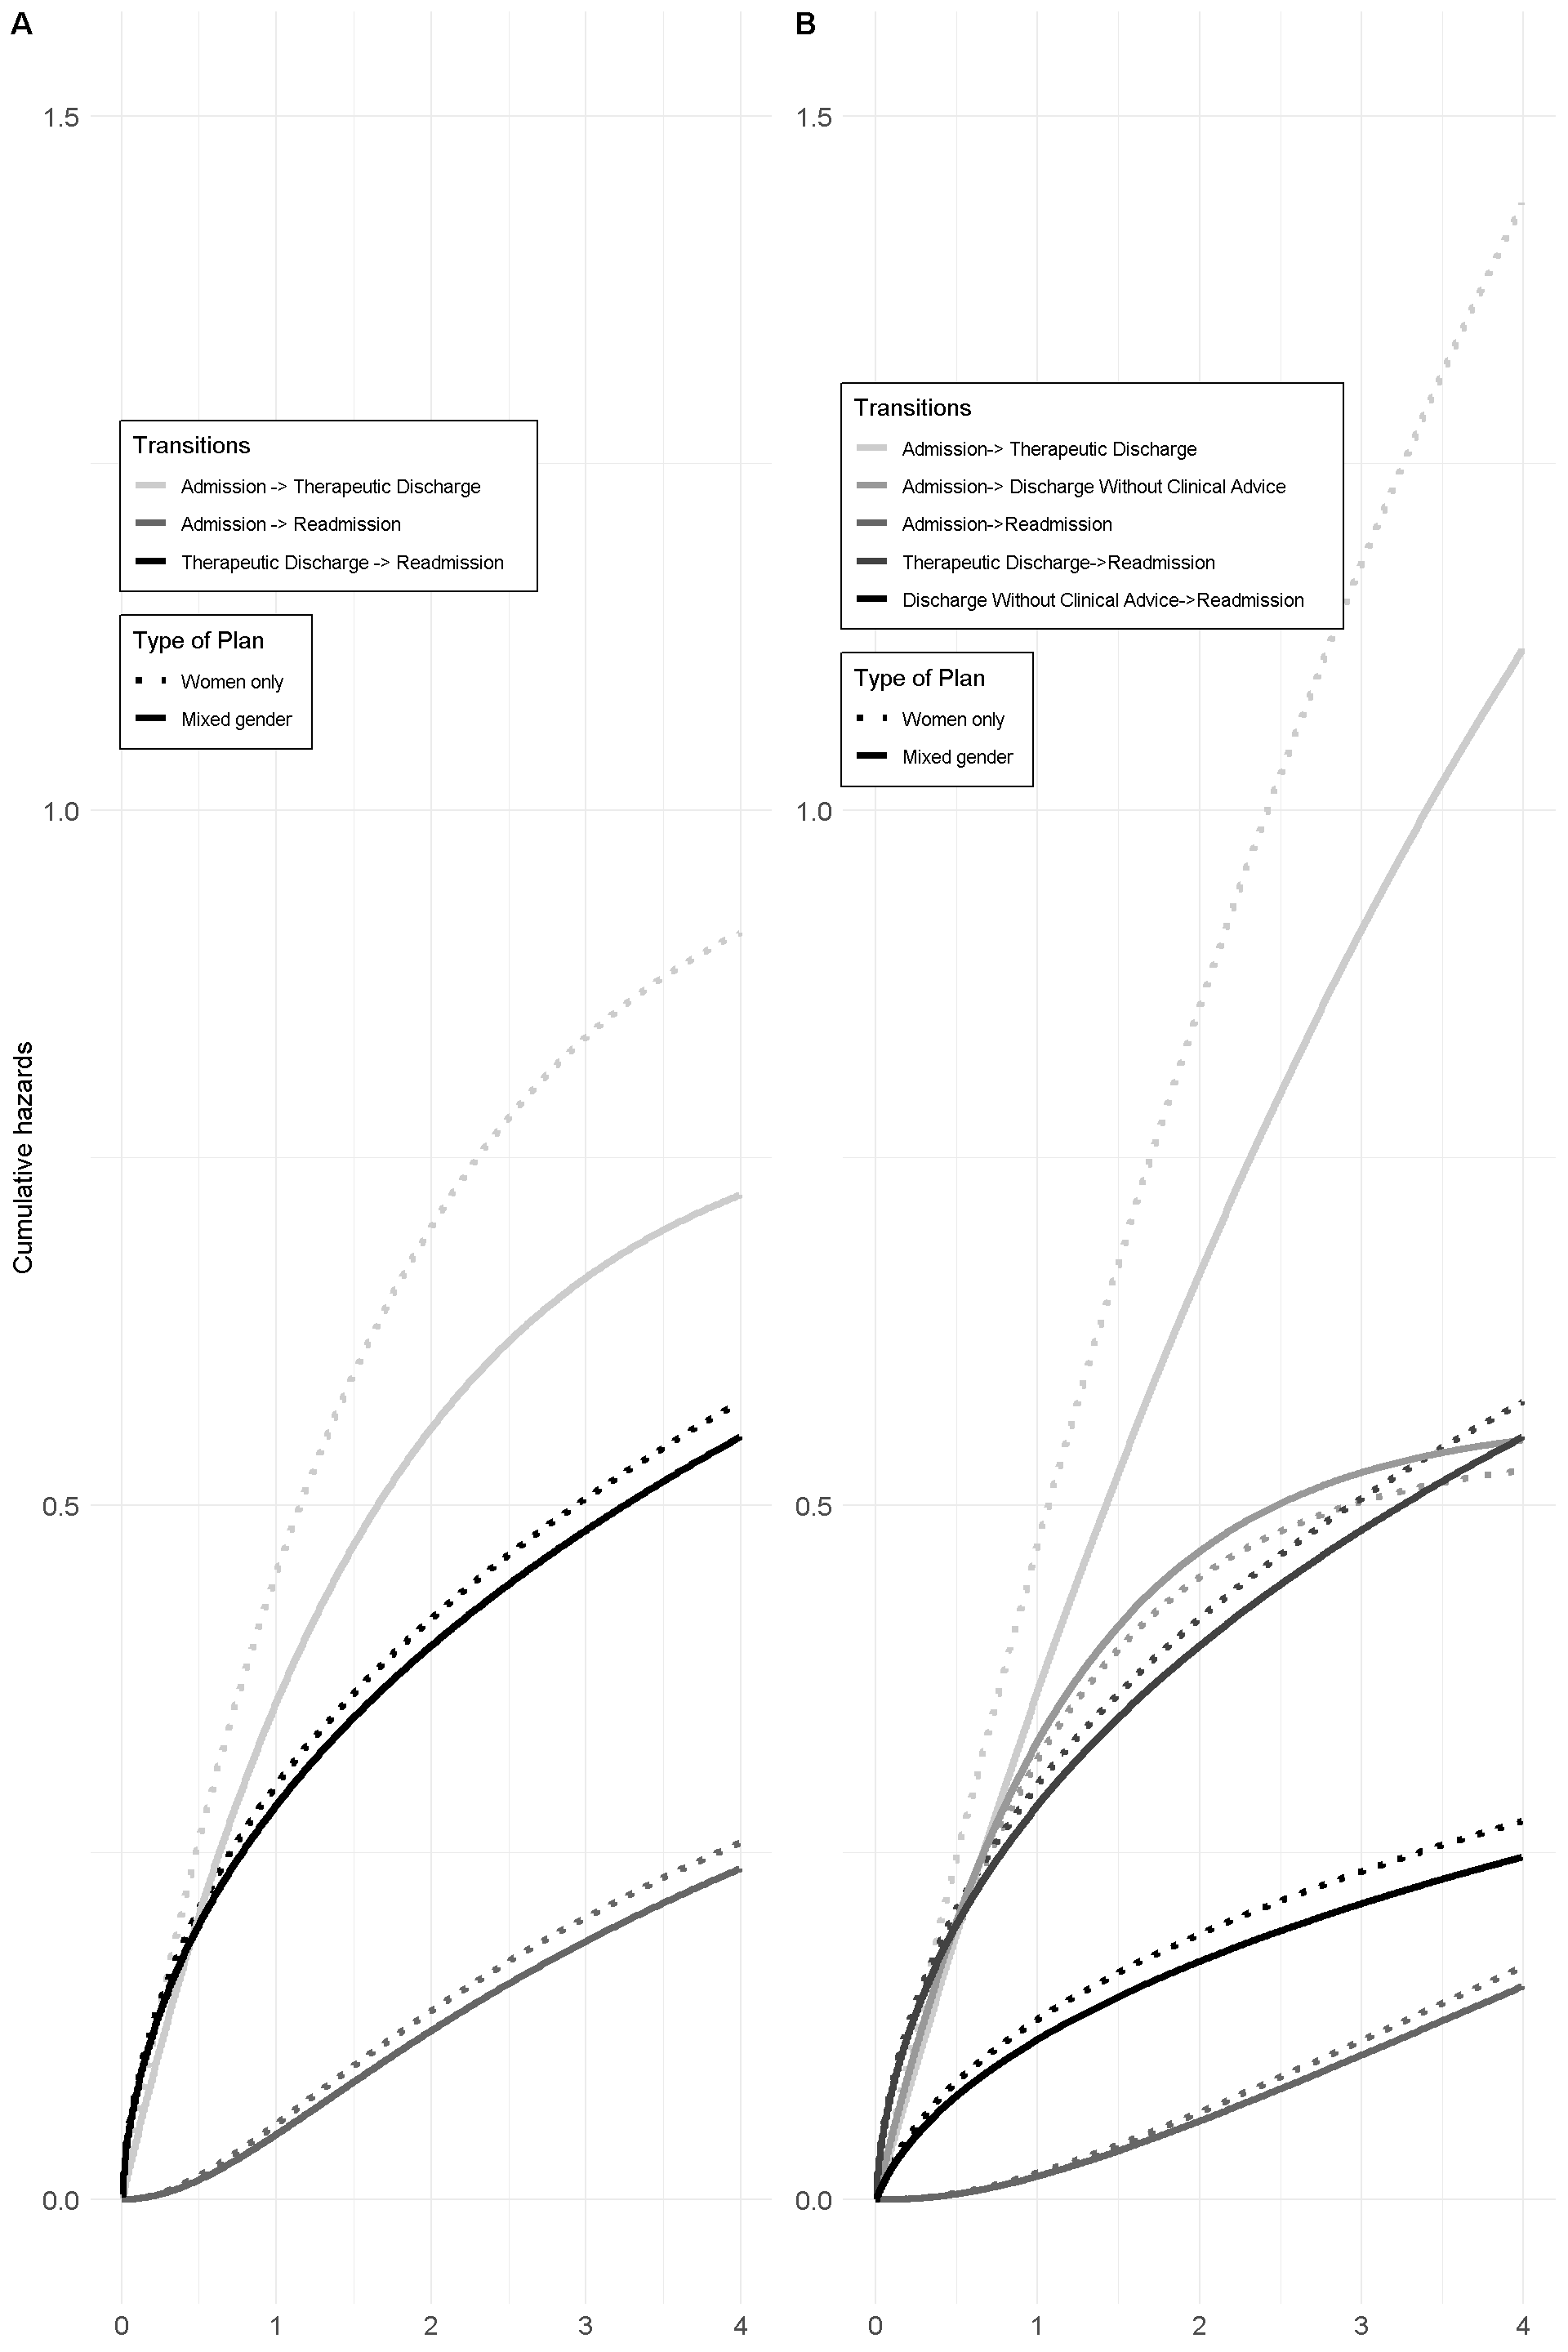 A
1.5
1.0
0.5
0.0
Cumulative hazards
Transitions
Admission -> Therapeutic Discharge
Admission -> Readmission
Therapeutic Discharge -> Readmission
Type of Plan
Women only
Mixed gender
0 1 2 3 4
B
1.5
1.0
0.5
0.0
Transitions
Admission-> Therapeutic Discharge
Admission-> Discharge Without Clinical Advice
Admission->Readmission
Therapeutic Discharge->Readmission
Discharge Without Clinical Advice->Readmission
Type of Plan
Women only
Mixed gender
0 1 2 3 4